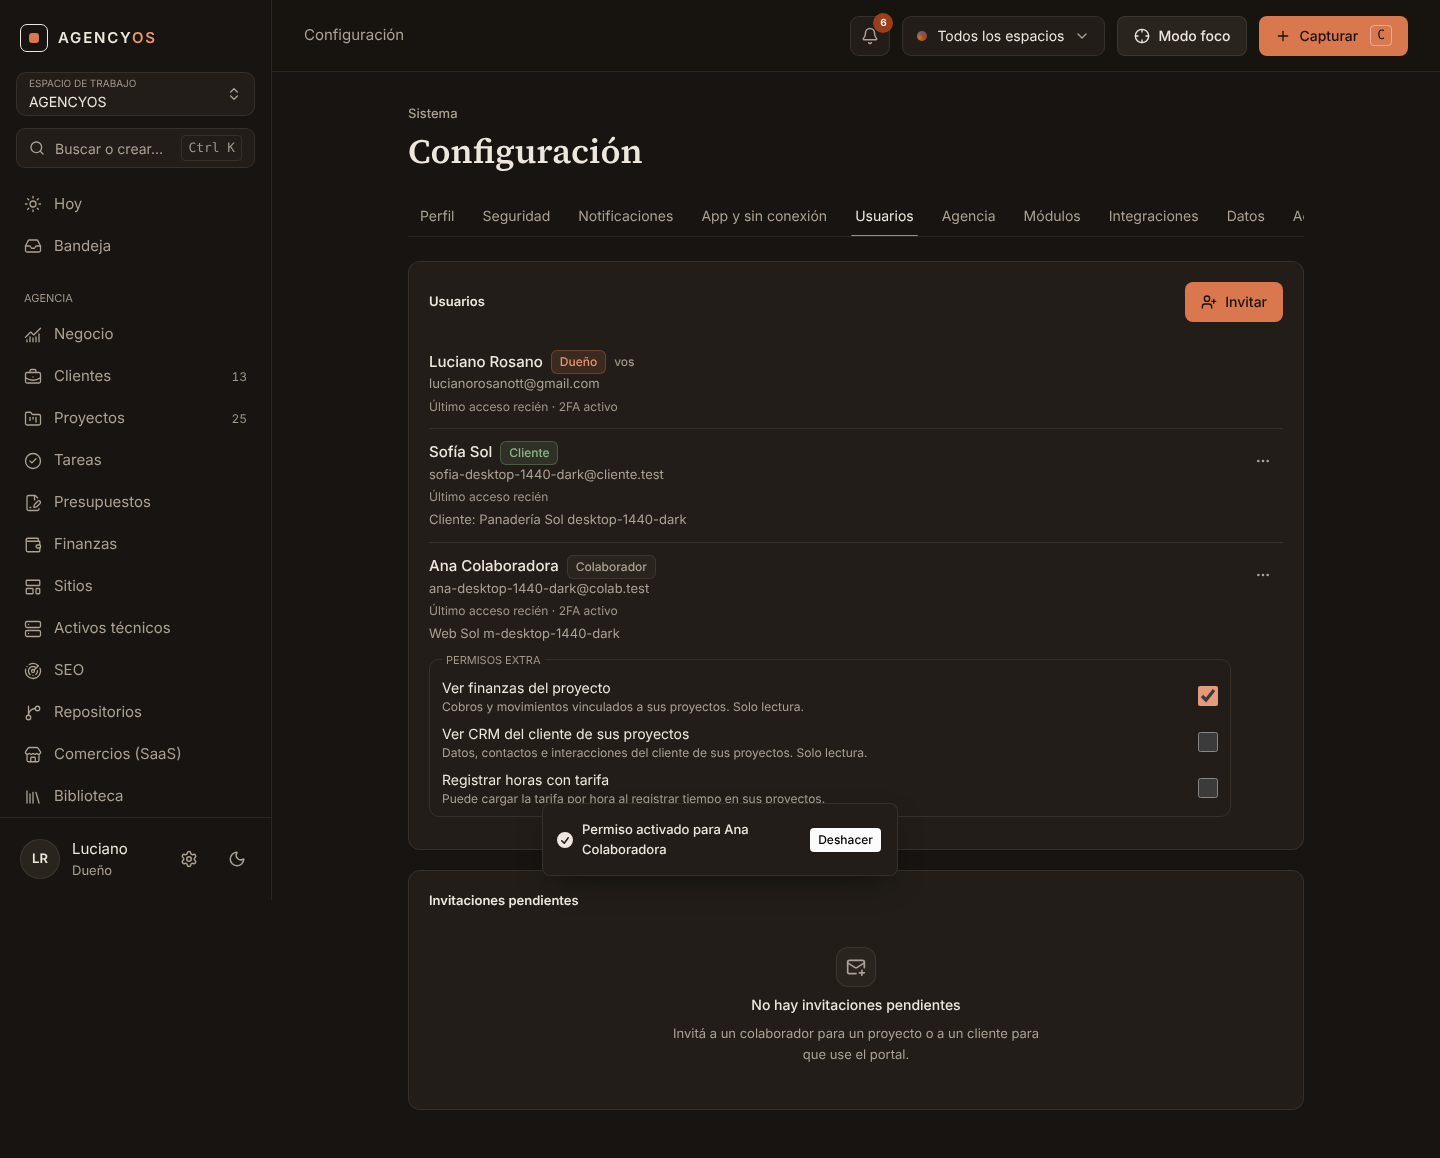 AGENCYOS
ESPACIO DE TRABAJO
AGENCYOS
Buscar o crear...
Ctrl K
Hoy
Bandeja
AGENCIA
Negocio
Clientes 13
Proyectos 25
Tareas
Presupuestos
Finanzas
Sitios
Activos técnicos
SEO
Repositorios
Comercios (SaaS)
Biblioteca
LR
Luciano
Dueño
Configuración
6
Todos los espacios
Modo foco
Capturar C
Sistema
Configuración
Perfil Seguridad Notificaciones App y sin conexión Usuarios Agencia Módulos Integraciones Datos
Usuarios
Invitar
Luciano Rosano Dueño vos
lucianorosanott@gmail.com
Último acceso recién · 2FA activo
Sofía Sol Cliente
sofia-desktop-1440-dark@cliente.test
Último acceso recién
Cliente: Panadería Sol desktop-1440-dark
Ana Colaboradora Colaborador
ana-desktop-1440-dark@colab.test
Último acceso recién · 2FA activo
Web Sol m-desktop-1440-dark
PERMISOS EXTRA
Ver finanzas del proyecto
Cobros y movimientos vinculados a sus proyectos. Solo lectura.
Ver CRM del cliente de sus proyectos
Datos, contactos e interacciones del cliente de sus proyectos. Solo lectura.
Registrar horas con tarifa
Puede cargar la tarifa por hora al registrar tiempo en sus proyectos.
Permiso activado para Ana
Colaboradora
Deshacer
Invitaciones pendientes
No hay invitaciones pendientes
Invitá a un colaborador para un proyecto o a un cliente para
que use el portal.